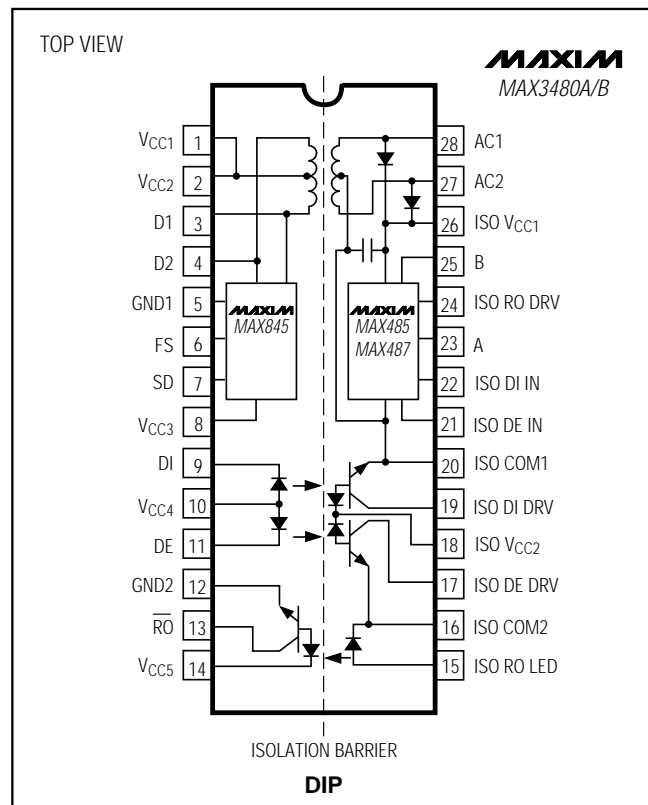 TOP VIEW
MAXIM
MAX3480A/B
VCC1 1
VCC2 2
D1 3
D2 4
GND1 5
FS 6
SD 7
VCC3 8
DI 9
VCC4 10
DE 11
GND2 12
R̅O̅ 13
VCC5 14
MAXIM
MAX845
MAXIM
MAX485
MAX487
28 AC1
27 AC2
26 ISO VCC1
25 B
24 ISO RO DRV
23 A
22 ISO DI IN
21 ISO DE IN
20 ISO COM1
19 ISO DI DRV
18 ISO VCC2
17 ISO DE DRV
16 ISO COM2
15 ISO RO LED
ISOLATION BARRIER
DIP